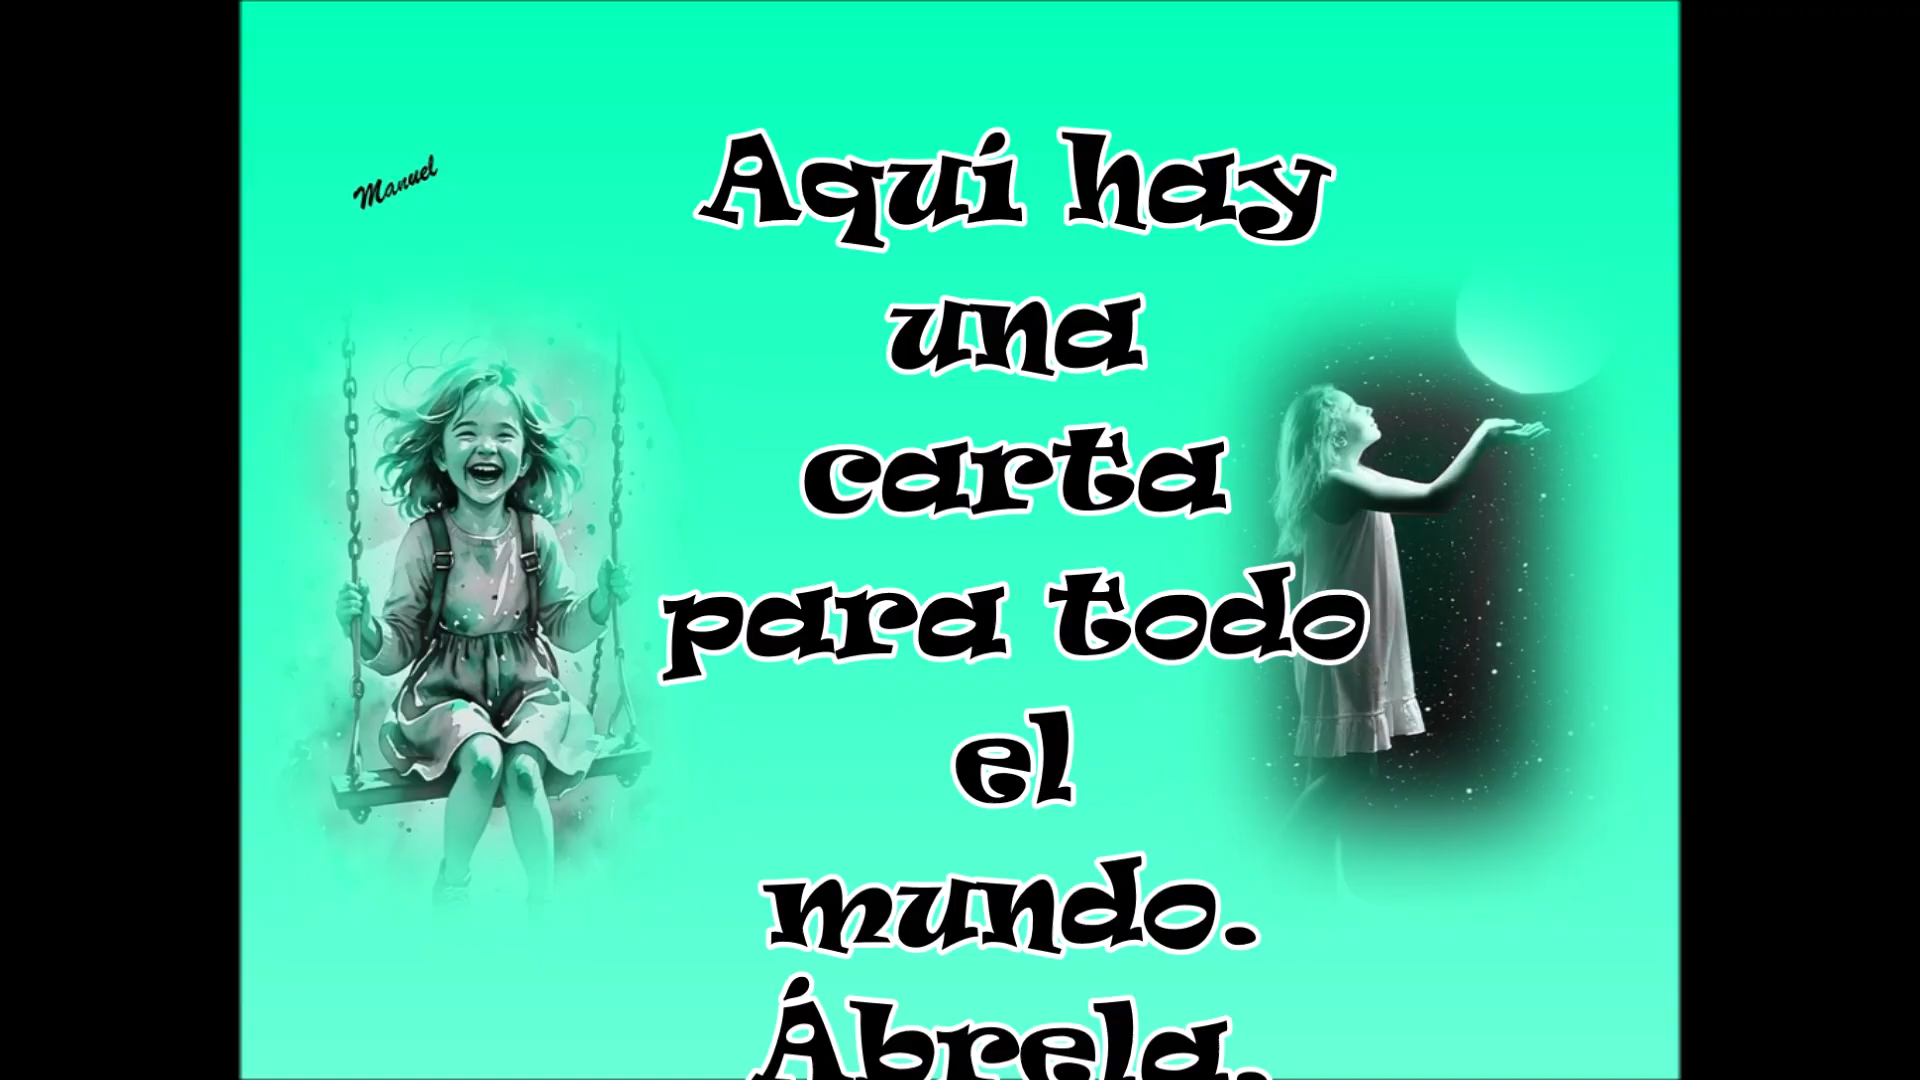 Manuel
Aquí hay
una
carta
para todo
el
mundo.
Ábrela.